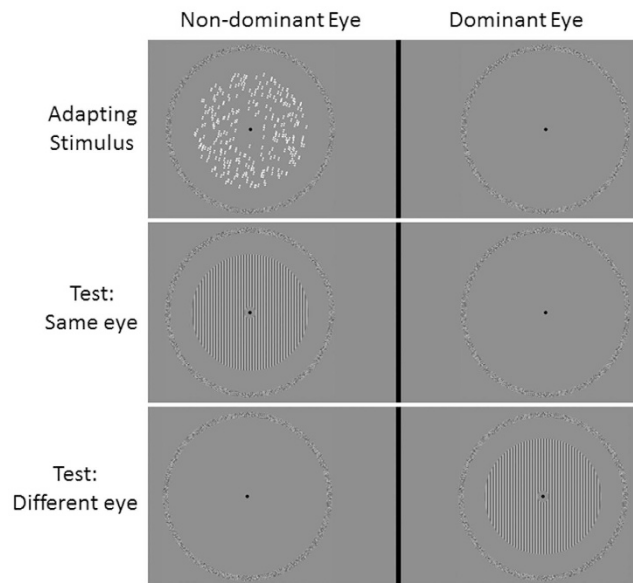 Non-dominant Eye
Dominant Eye
Adapting
Stimulus
Test:
Same eye
Test:
Different eye